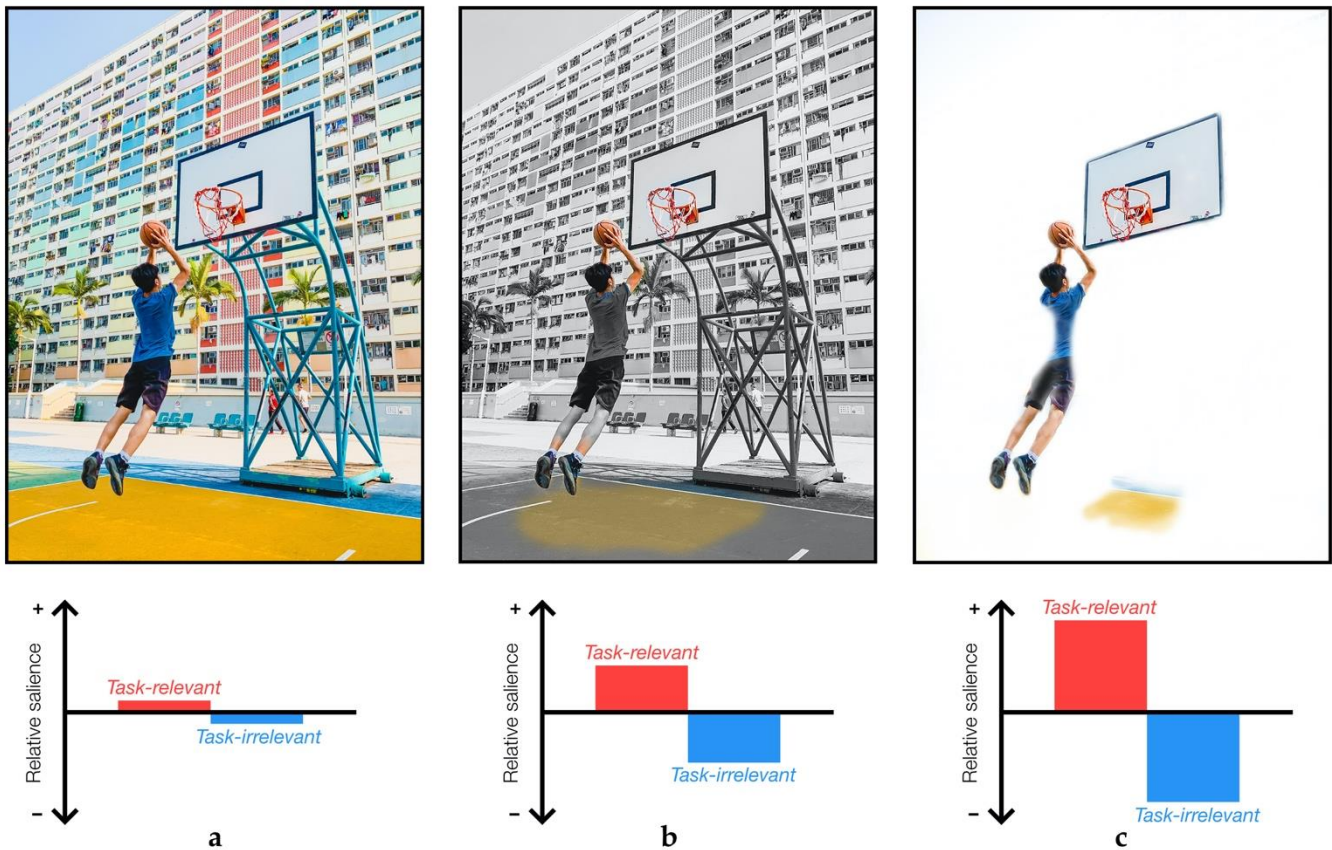 +
Relative salience
Task-relevant
Task-irrelevant
–
a
+
Relative salience
Task-relevant
Task-irrelevant
–
b
+
Relative salience
Task-relevant
Task-irrelevant
–
c